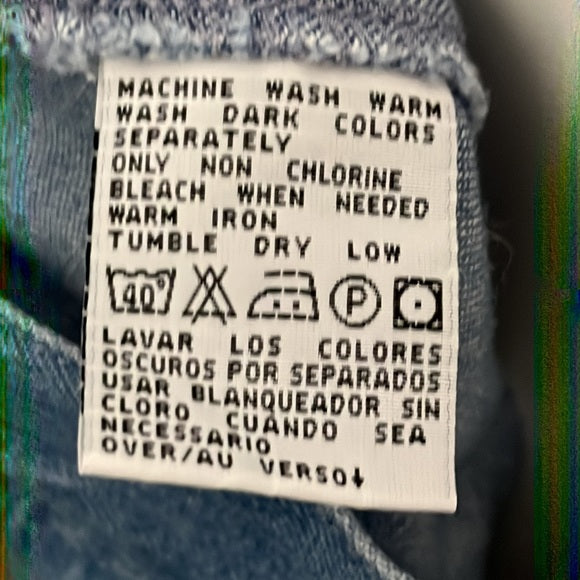 MACHINE WASH WARM
WASH DARK COLORS
SEPARATELY
ONLY NON CHLORINE
BLEACH WHEN NEEDED
WARM IRON
TUMBLE DRY LOW
40° P
LAVAR LOS COLORES
OSCUROS POR SEPARADOS
USAR BLANQUEADOR SIN
CLORO CUANDO SEA
NECESSARIO
OVER/AU VERSO↓